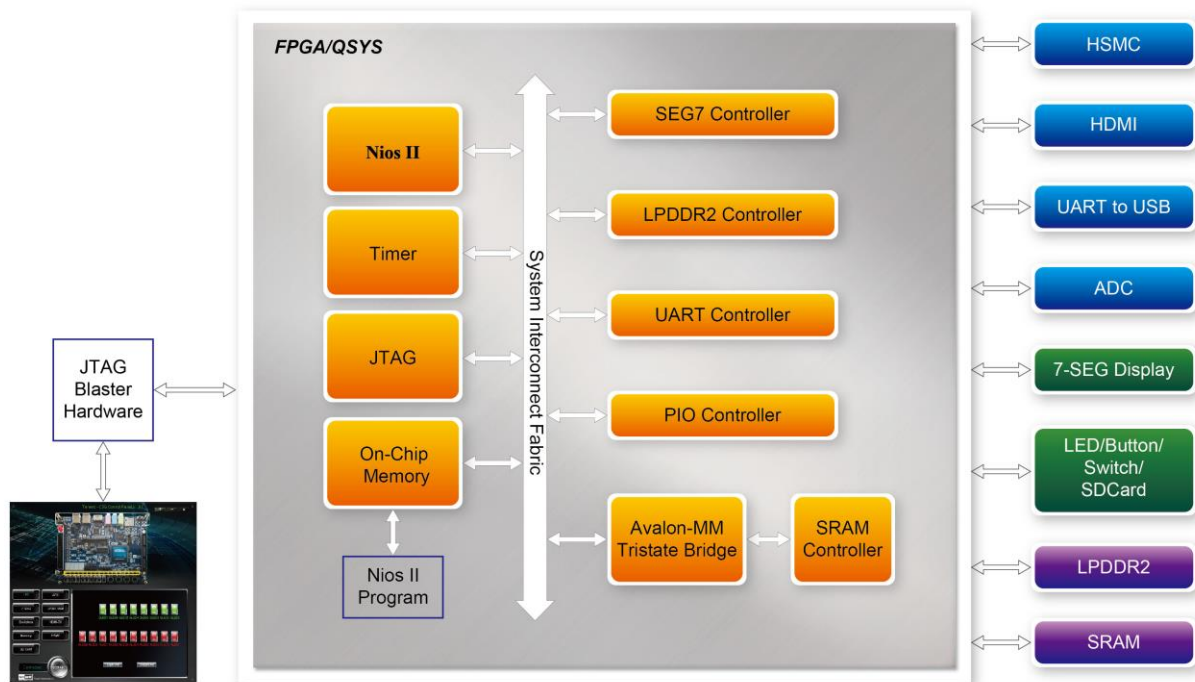 FPGA/QSYS
Nios II
Timer
JTAG
On-Chip
Memory
Nios II
Program
System Interconnect Fabric
SEG7 Controller
LPDDR2 Controller
UART Controller
PIO Controller
Avalon-MM
Tristate Bridge
SRAM
Controller
JTAG
Blaster
Hardware
HSMC
HDMI
UART to USB
ADC
7-SEG Display
LED/Button/
Switch/
SDCard
LPDDR2
SRAM